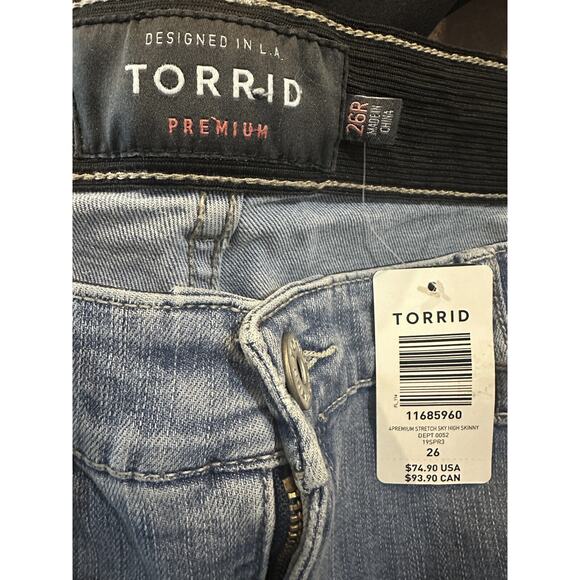 DESIGNED IN L.A.
TORRID
PREMIUM
26R
MADE IN
CHINA
TORRID
11685960
4PREMIUM STRETCH SKY HIGH SKINNY
DEPT 0052
19SPR3
26
$74.90 USA
$93.90 CAN